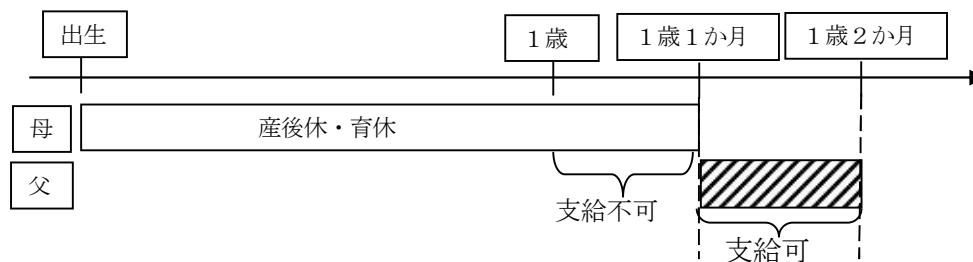 出生
１歳
１歳１か月
１歳２か月
母
産後休・育休
父
支給不可
支給可